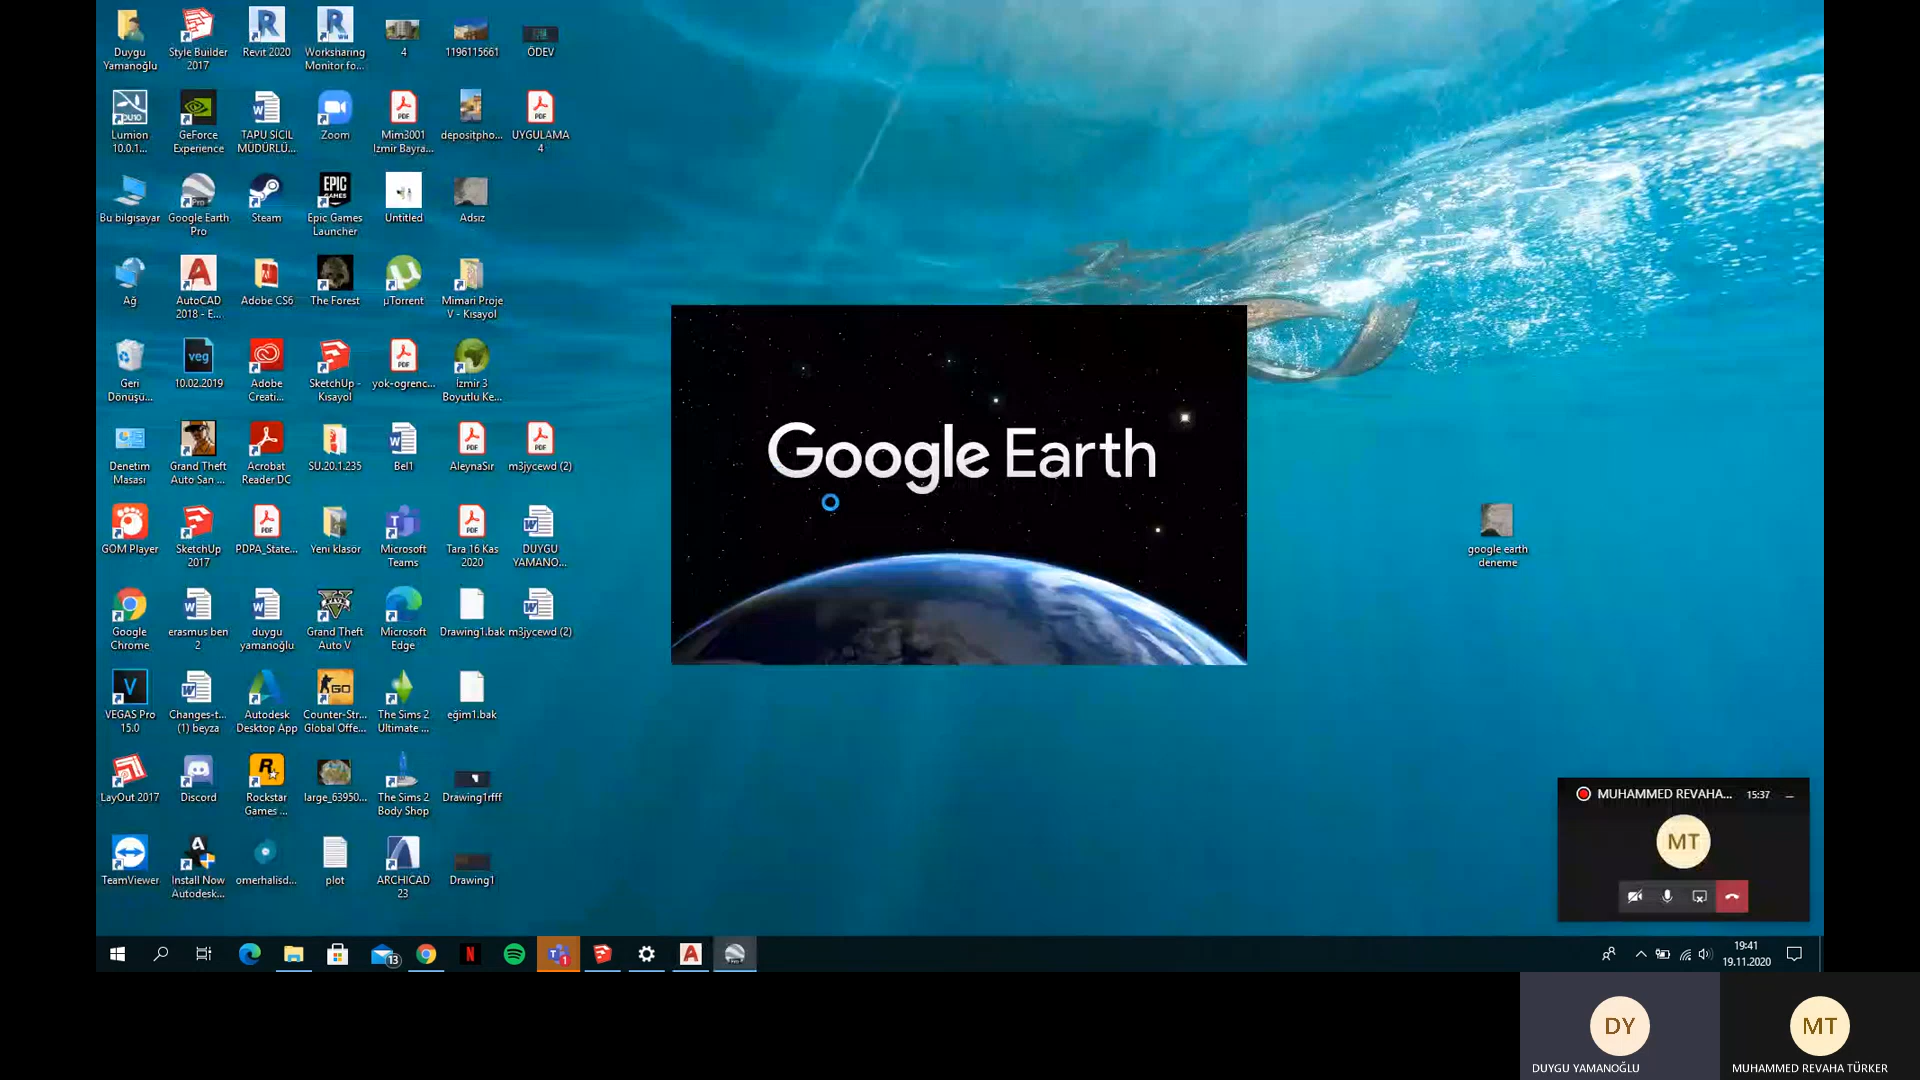 Duygu
Yamanoğlu
Style Builder
2017
Revit 2020
Worksharing
Monitor fo...
4
1196115661
ÖDEV
Lumion
10.0.1...
GeForce
Experience
TAPU SİCİL
MÜDÜRLÜ...
Zoom
Mim3001
Izmir Bayra...
depositpho...
UYGULAMA
4
Bu bilgisayar
Google Earth
Pro
Steam
EPIC
GAMES
Epic Games
Launcher
Untitled
Adsız
Ağ
AutoCAD
2018 - E...
Adobe CS6
The Forest
µTorrent
Mimari Proje
V - Kısayol
Geri
Dönüşü...
veg
10.02.2019
Adobe
Creati...
SketchUp -
Kısayol
yok-ogrenc...
İzmir 3
Boyutlu Ke...
Denetim
Masası
Grand Theft
Auto San ...
Acrobat
Reader DC
SU.20.1.235
Bel1
AleynaSır
m3jycewd (2)
GOM Player
SketchUp
2017
PDPA_State...
Yeni klasör
Microsoft
Teams
Tara 16 Kas
2020
DUYGU
YAMANO...
Google
Chrome
erasmus ben
2
duygu
yamanoğlu
Grand Theft
Auto V
Microsoft
Edge
Drawing1.bak
m3jycewd (2)
VEGAS Pro
15.0
Changes-t...
(1) beyza
Autodesk
Desktop App
Counter-Str...
Global Offe...
The Sims 2
Ultimate ...
eğim1.bak
LayOut 2017
Discord
Rockstar
Games ...
large_63950...
The Sims 2
Body Shop
Drawing1rfff
TeamViewer
Install Now
Autodesk...
omerhalisd...
plot
ARCHICAD
23
Drawing1
Google Earth
google earth
deneme
MUHAMMED REVAHA...
15:37
MT
13
1
19:41
19.11.2020
DY
DUYGU YAMANOĞLU
MT
MUHAMMED REVAHA TÜRKER